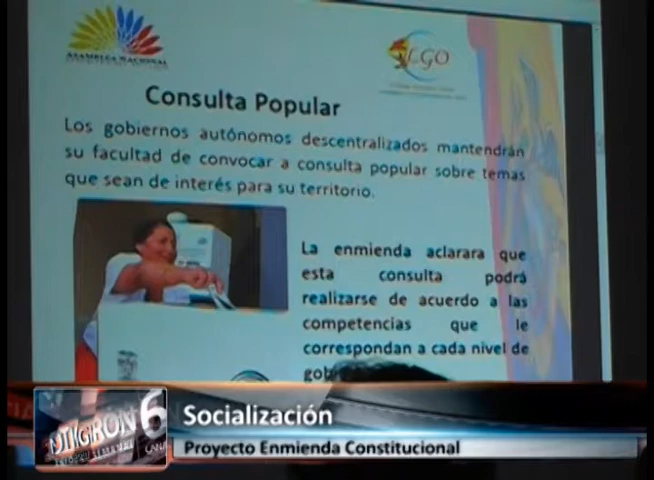 ASAMBLEA NACIONAL
LGO
Consulta Popular
Los gobiernos autónomos descentralizados mantendrán
su facultad de convocar a consulta popular sobre temas
que sean de interés para su territorio.
La enmienda aclarara que
esta consulta podrá
realizarse de acuerdo a las
competencias que le
correspondan a cada nivel de
6
Socialización
Proyecto Enmienda Constitucional